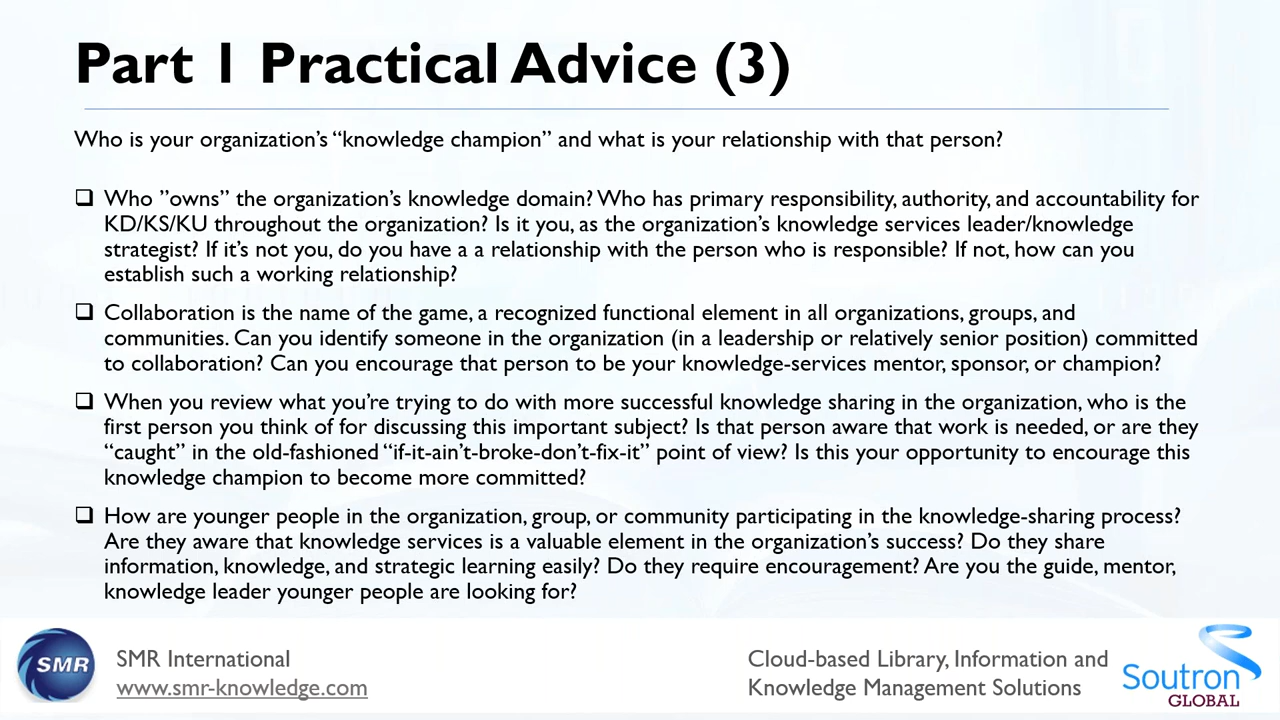 Part 1 Practical Advice (3)
Who is your organization's “knowledge champion” and what is your relationship with that person?
❑ Who ”owns” the organization's knowledge domain? Who has primary responsibility, authority, and accountability for
KD/KS/KU throughout the organization? Is it you, as the organization's knowledge services leader/knowledge
strategist? If it's not you, do you have a a relationship with the person who is responsible? If not, how can you
establish such a working relationship?
❑ Collaboration is the name of the game, a recognized functional element in all organizations, groups, and
communities. Can you identify someone in the organization (in a leadership or relatively senior position) committed
to collaboration? Can you encourage that person to be your knowledge-services mentor, sponsor, or champion?
❑ When you review what you're trying to do with more successful knowledge sharing in the organization, who is the
first person you think of for discussing this important subject? Is that person aware that work is needed, or are they
“caught” in the old-fashioned “if-it-ain't-broke-don't-fix-it” point of view? Is this your opportunity to encourage this
knowledge champion to become more committed?
❑ How are younger people in the organization, group, or community participating in the knowledge-sharing process?
Are they aware that knowledge services is a valuable element in the organization's success? Do they share
information, knowledge, and strategic learning easily? Do they require encouragement? Are you the guide, mentor,
knowledge leader younger people are looking for?
SMR
SMR International
www.smr-knowledge.com
Cloud-based Library, Information and
Knowledge Management Solutions
Soutron
GLOBAL